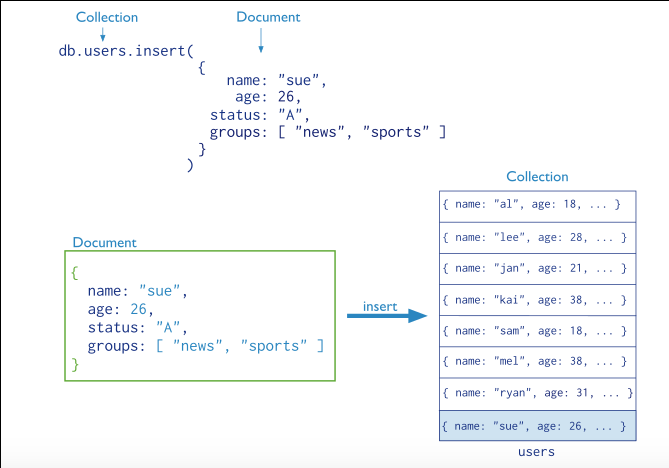 Collection
Document
db.users.insert(
{
name: "sue",
age: 26,
status: "A",
groups: [ "news", "sports" ]
}
)
Document
{
name: "sue",
age: 26,
status: "A",
groups: [ "news", "sports" ]
}
insert
Collection
{ name: "al", age: 18, ... }
{ name: "lee", age: 28, ... }
{ name: "jan", age: 21, ... }
{ name: "kai", age: 38, ... }
{ name: "sam", age: 18, ... }
{ name: "mel", age: 38, ... }
{ name: "ryan", age: 31, ... }
{ name: "sue", age: 26, ... }
users